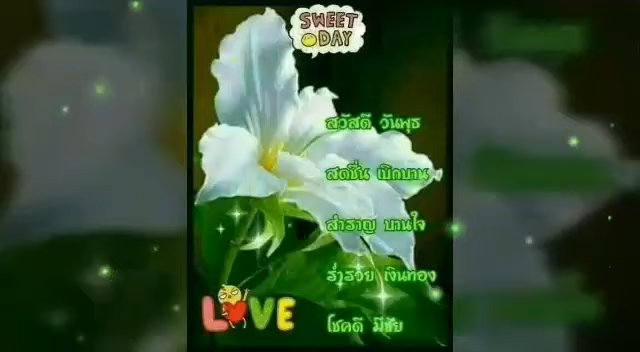 SWEET
DAY
สวัสดี วันพุธ
สดชื่น เบิกบาน
สำราญ บานใจ
ร่ำรวย เงินทอง
โชคดี มีชัย
LOVE